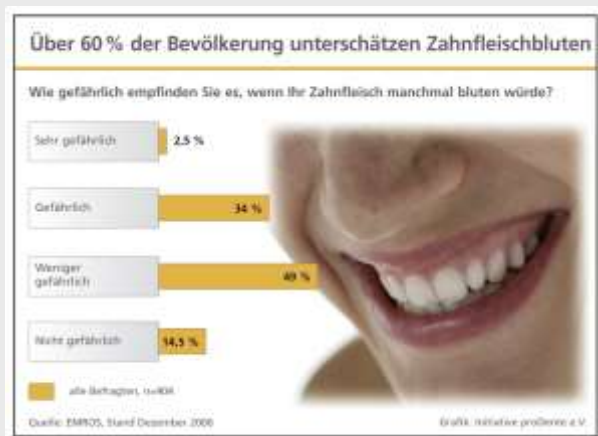 Über 60 % der Bevölkerung unterschätzen Zahnfleischbluten
Wie gefährlich empfinden Sie es, wenn Ihr Zahnfleisch manchmal bluten würde?
Sehr gefährlich
2,5 %
Gefährlich
34 %
Weniger
gefährlich
49 %
Nicht gefährlich
14,5 %
alle Befragten,
Quelle: EMROS, Stand Dezember
Grafik: Initiative proDente e.V.